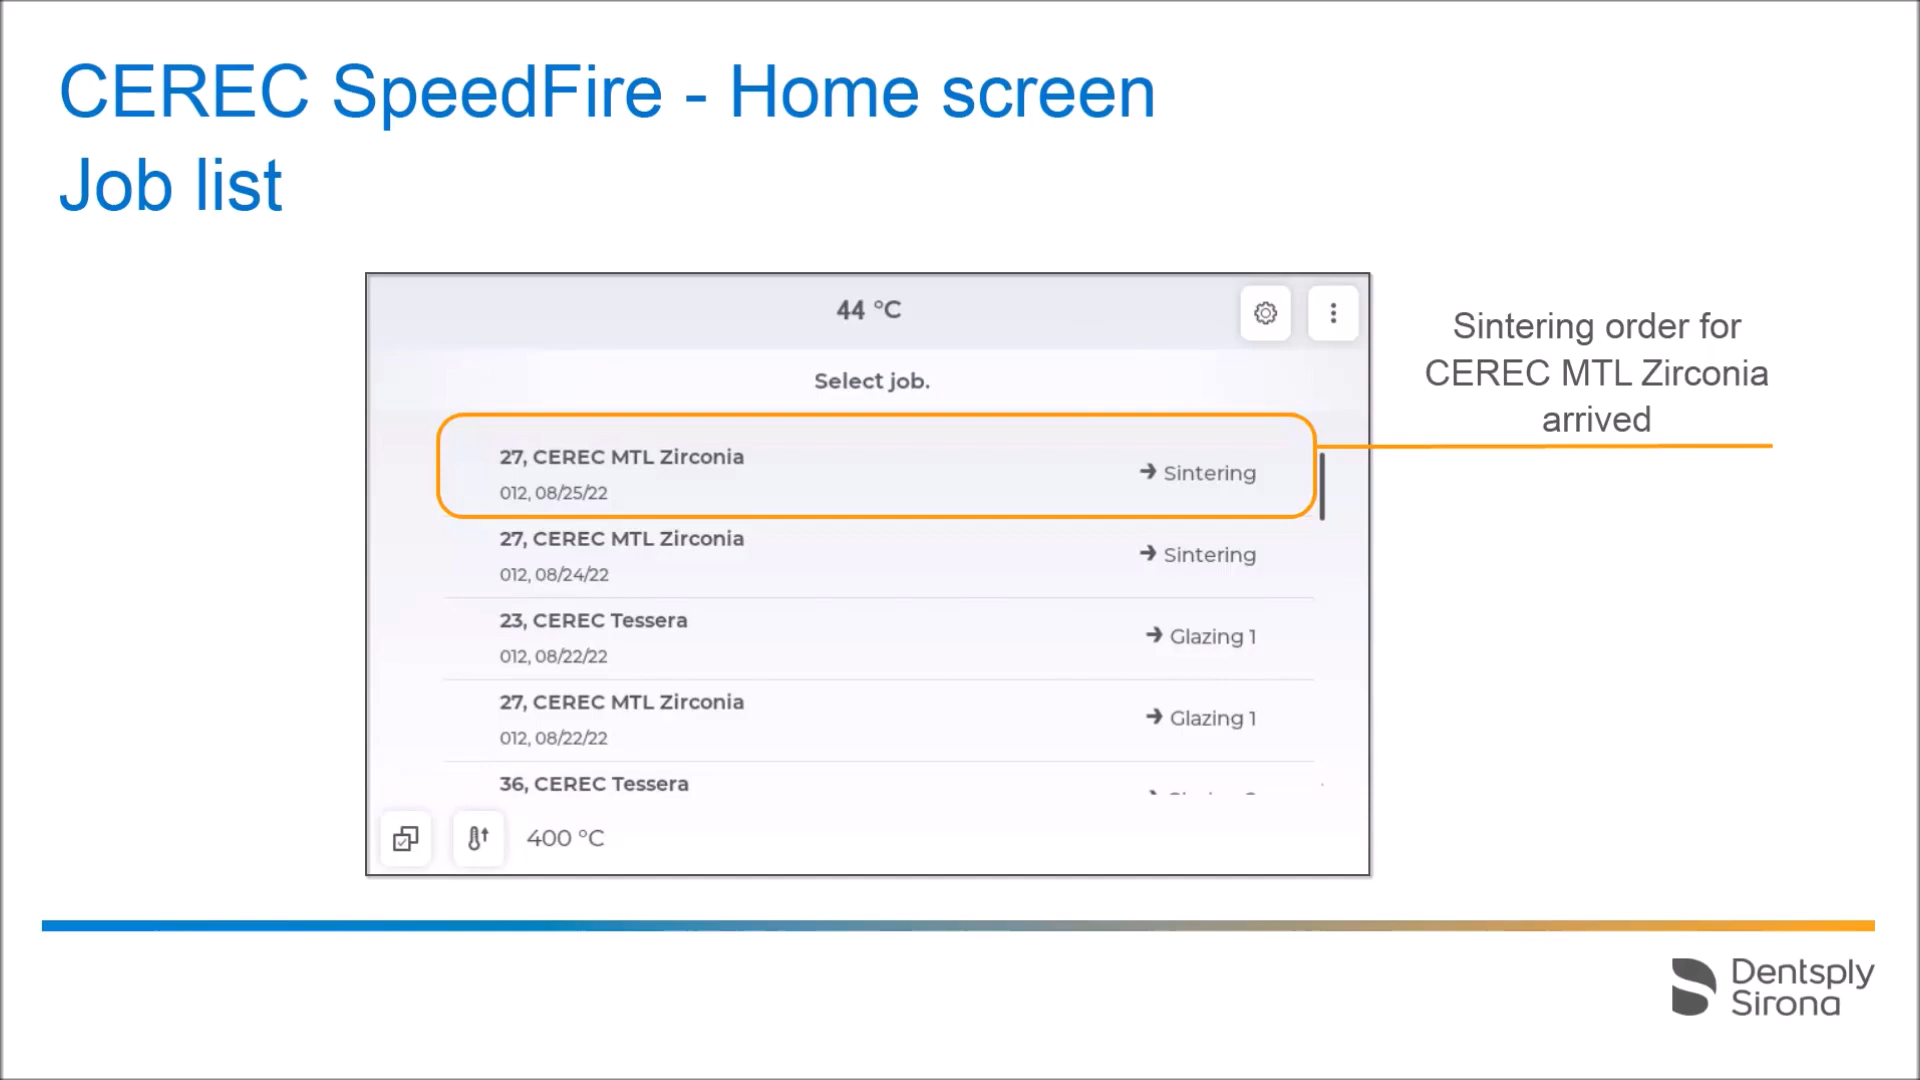 CEREC SpeedFire - Home screen
Job list
44 °C
Select job.
27, CEREC MTL Zirconia
012, 08/25/22
→ Sintering
27, CEREC MTL Zirconia
012, 08/24/22
→ Sintering
23, CEREC Tessera
012, 08/22/22
→ Glazing 1
27, CEREC MTL Zirconia
012, 08/22/22
→ Glazing 1
36, CEREC Tessera
400 °C
Sintering order for
CEREC MTL Zirconia
arrived
Dentsply
Sirona